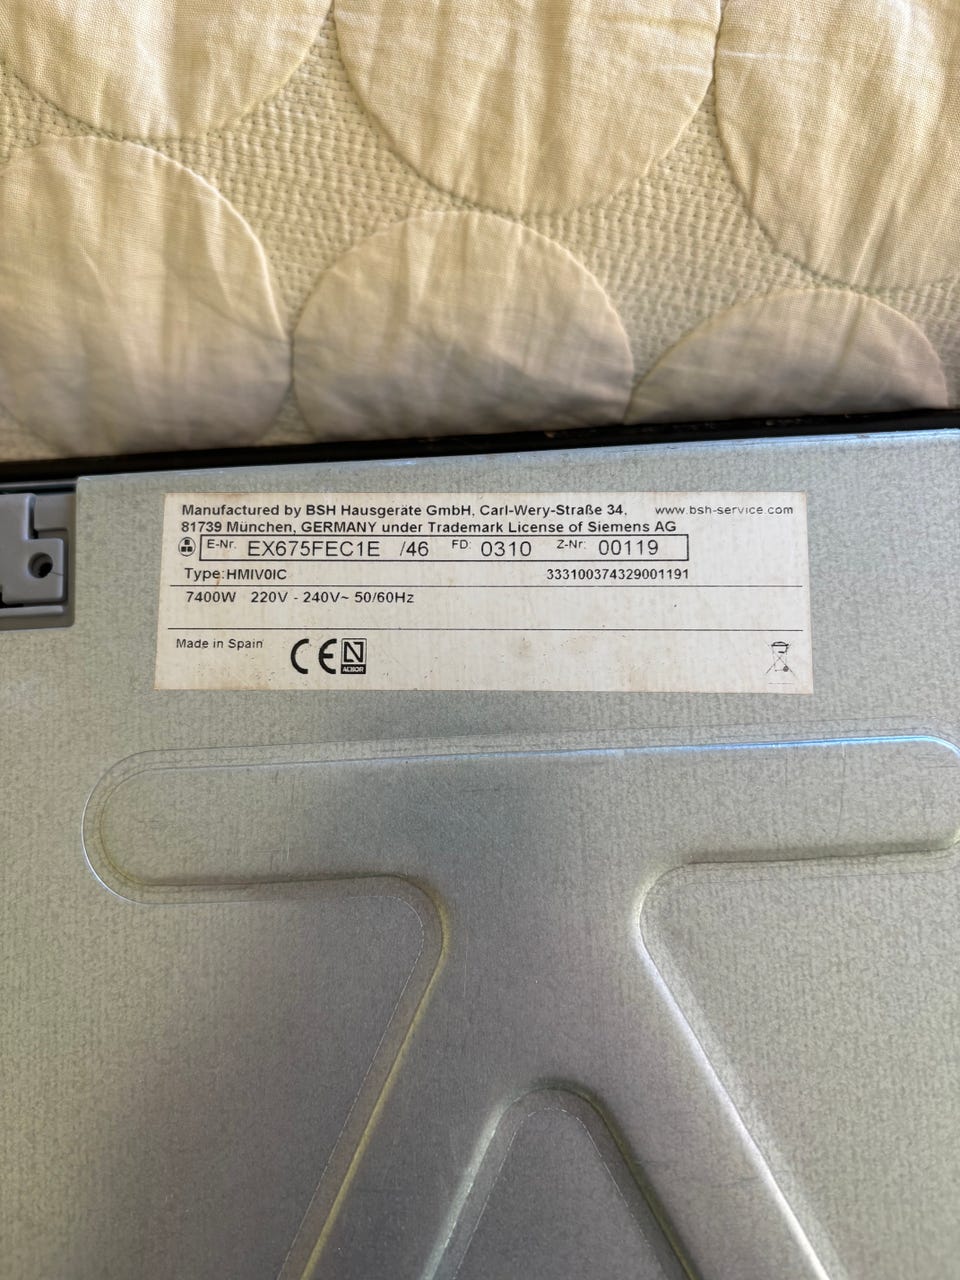 Manufactured by BSH Hausgeräte GmbH, Carl-Wery-Straße 34, www.bsh-service.com
81739 München, GERMANY under Trademark License of Siemens AG
E-Nr. EX675FEC1E /46 FD: 0310 Z-Nr: 00119
Type:HMIV0IC 333100374329001191
7400W 220V - 240V~ 50/60Hz
Made in Spain CE N
AENOR